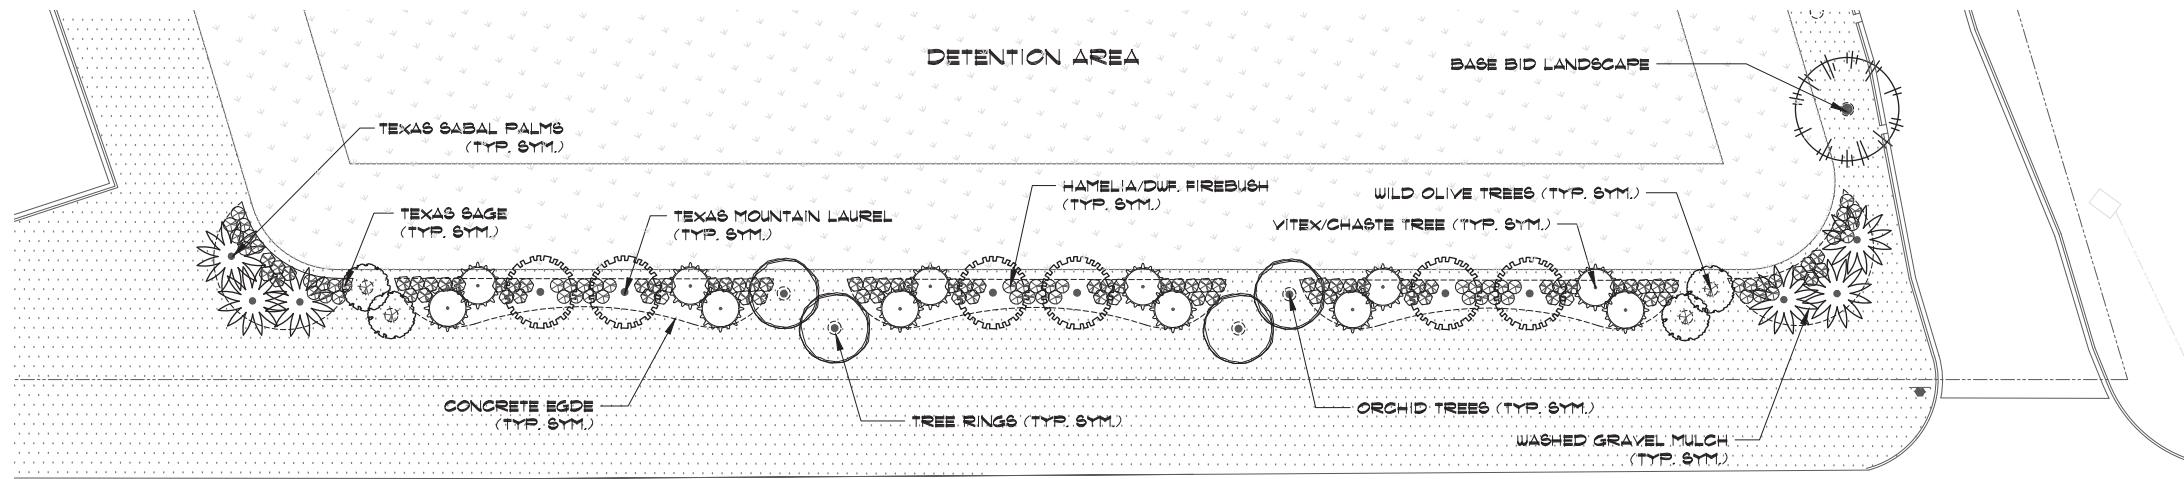 DETENTION AREA
BASE BID LANDSCAPE
TEXAS SABAL PALMS
(TYP. SYM.)
TEXAS SAGE
(TYP. SYM.)
TEXAS MOUNTAIN LAUREL
(TYP. SYM.)
HAMELIA/DWF. FIREBUSH
(TYP. SYM.)
WILD OLIVE TREES (TYP. SYM.)
VITEX/CHASTE TREE (TYP. SYM.)
CONCRETE EGDE
(TYP. SYM.)
TREE RINGS (TYP. SYM.)
ORCHID TREES (TYP. SYM.)
WASHED GRAVEL MULCH
(TYP. SYM.)